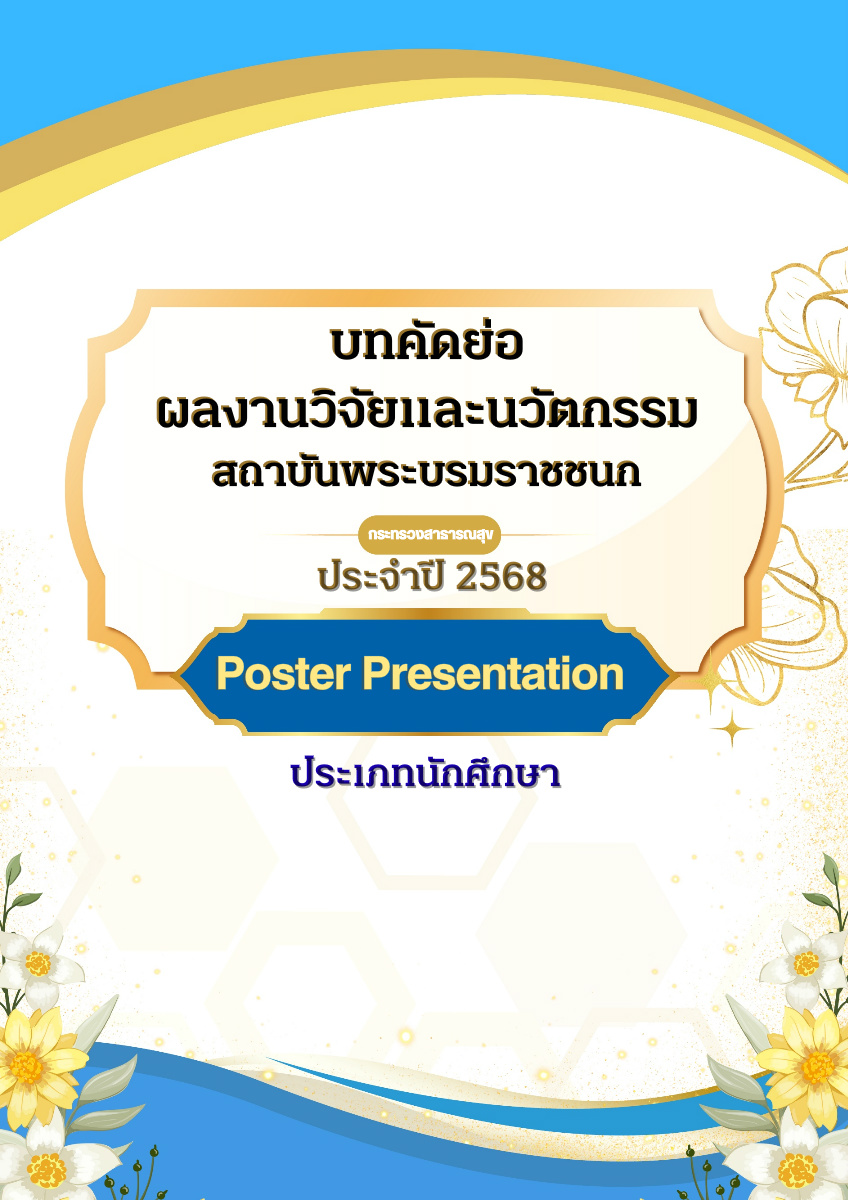 บทคัดย่อ
ผลงานวิจัยและนวัตกรรม
สถาบันพระบรมราชชนก
กระทรวงสาธารณสุข
ประจำปี 2568
Poster Presentation
ประเภทนักศึกษา